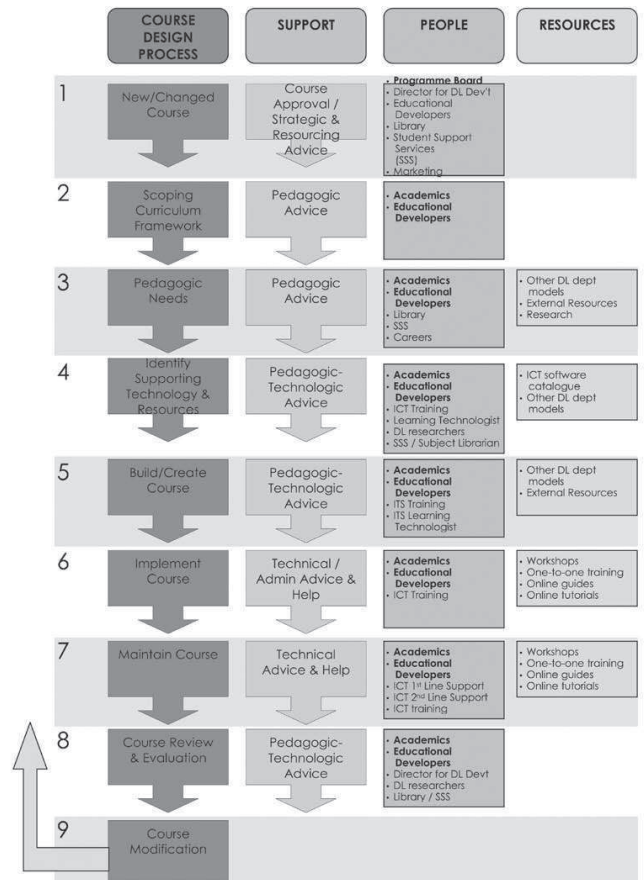 COURSE
DESIGN
PROCESS
SUPPORT
PEOPLE
RESOURCES
1
New/Changed
Course
Course
Approval /
Strategic &
Resourcing
Advice
• Programme Board
• Director for DL Dev't
• Educational
Developers
• Library
• Student Support
Services
(SSS)
• Marketing
2
Scoping
Curriculum
Framework
Pedagogic
Advice
• Academics
• Educational
Developers
3
Pedagogic
Needs
Pedagogic
Advice
• Academics
• Educational
Developers
• Library
• SSS
• Careers
• Other DL dept
models
• External Resources
• Research
4
Identify
Supporting
Technology &
Resources
Pedagogic-
Technologic
Advice
• Academics
• Educational
Developers
• ICT Training
• Learning Technologist
• DL researchers
• SSS / Subject Librarian
• ICT software
catalogue
• Other DL dept
models
5
Build/Create
Course
Pedagogic-
Technologic
Advice
• Academics
• Educational
Developers
• ITS Training
• ITS Learning
Technologist
• Other DL dept
models
• External Resources
6
Implement
Course
Technical /
Admin Advice &
Help
• Academics
• Educational
Developers
• ICT Training
• Workshops
• One-to-one training
• Online guides
• Online tutorials
7
Maintain Course
Technical
Advice & Help
• Academics
• Educational
Developers
• ICT 1st Line Support
• ICT 2nd Line Support
• ICT training
• Workshops
• One-to-one training
• Online guides
• Online tutorials
8
Course Review
& Evaluation
Pedagogic-
Technologic
Advice
• Academics
• Educational
Developers
• Director for DL Devt
• DL researchers
• Library / SSS
9
Course
Modification